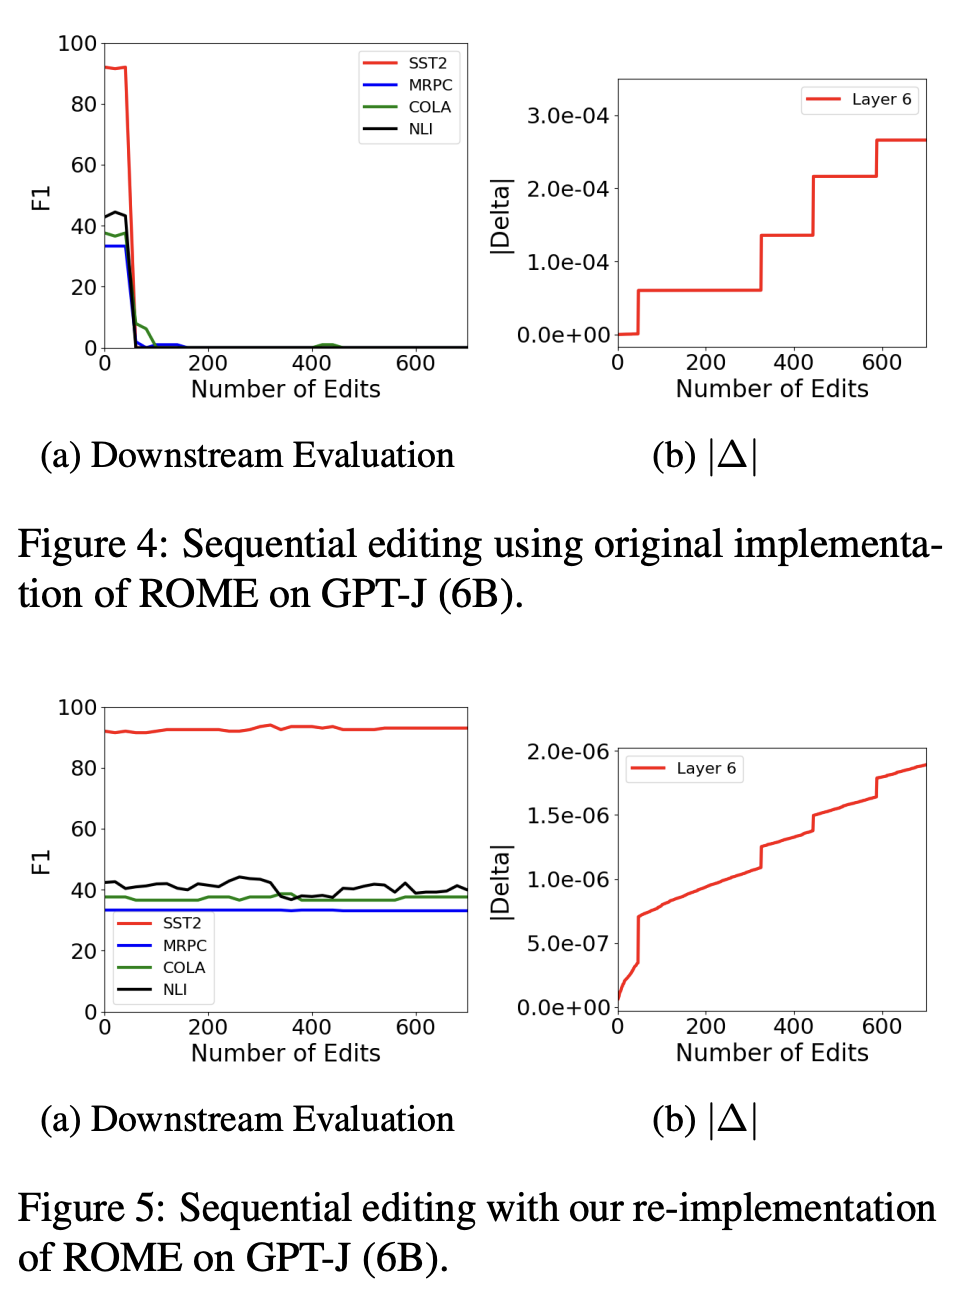 100
80
60
40
20
0
F1
SST2
MRPC
COLA
NLI
0 200 400 600
Number of Edits
3.0e-04
2.0e-04
1.0e-04
0.0e+00
|Delta|
Layer 6
0 200 400 600
Number of Edits
(a) Downstream Evaluation
(b) |Δ|
Figure 4: Sequential editing using original implementa-
tion of ROME on GPT-J (6B).
100
80
60
40
20
0
F1
SST2
MRPC
COLA
NLI
0 200 400 600
Number of Edits
2.0e-06
1.5e-06
1.0e-06
5.0e-07
0.0e+00
|Delta|
Layer 6
0 200 400 600
Number of Edits
(a) Downstream Evaluation
(b) |Δ|
Figure 5: Sequential editing with our re-implementation
of ROME on GPT-J (6B).